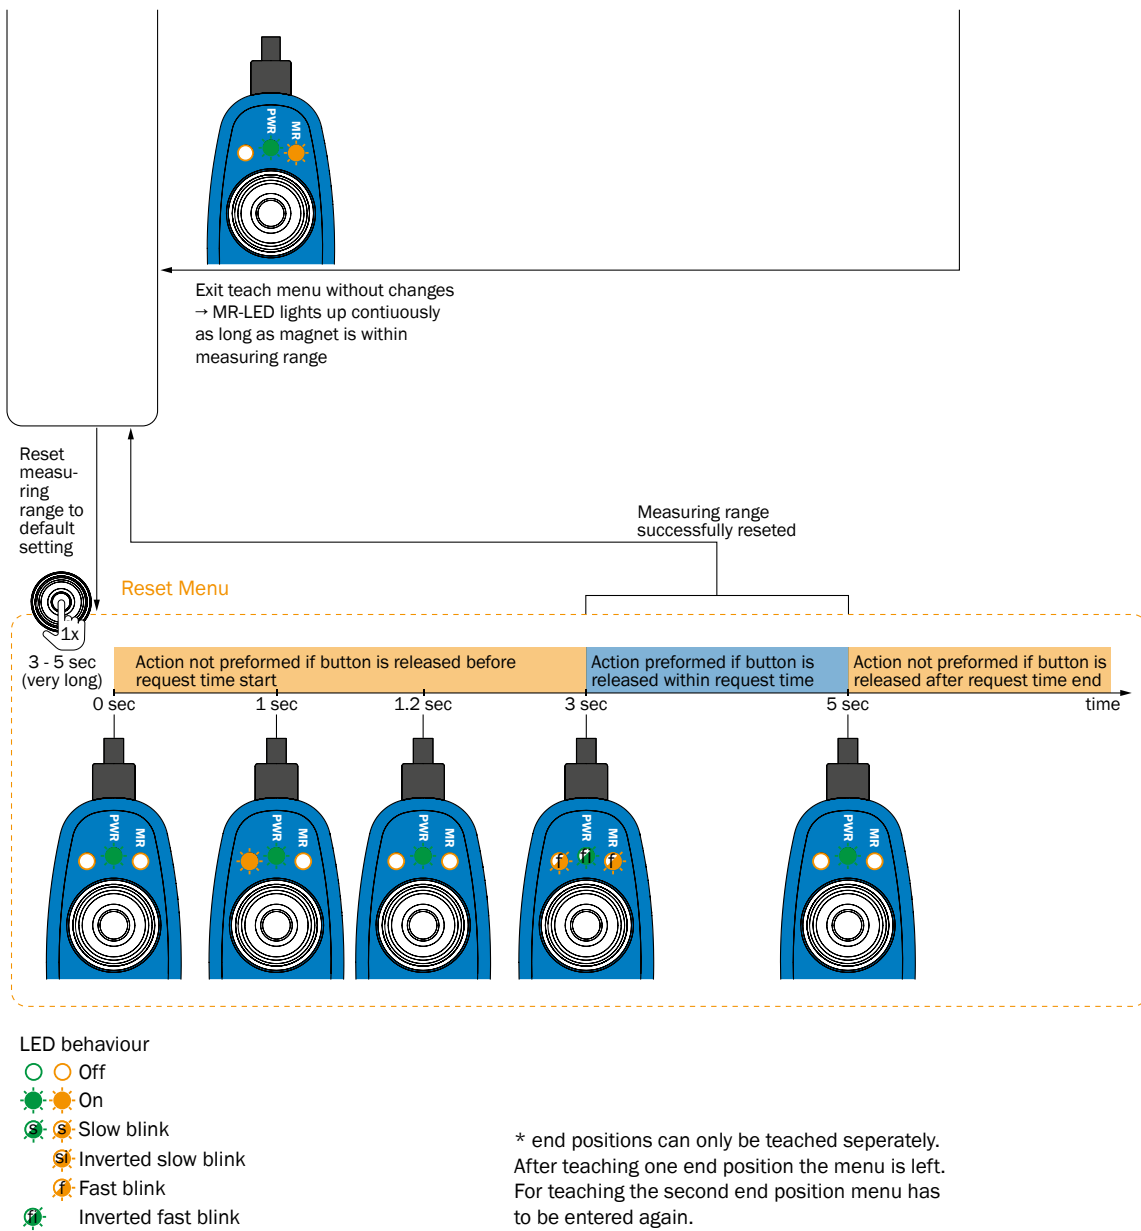 PWR
MR
Exit teach menu without changes
→ MR-LED lights up contiuously
as long as magnet is within
measuring range
Reset
measu-
ring
range to
default
setting
Measuring range
successfully reseted
Reset Menu
1x
3 - 5 sec
(very long)
Action not preformed if button is released before
request time start
Action preformed if button is
released within request time
Action not preformed if button is
released after request time end
0 sec
1 sec
1.2 sec
3 sec
5 sec
time
PWR
MR
PWR
MR
PWR
MR
PWR
MR
f
fi
f
PWR
MR
LED behaviour
Off
On
s s Slow blink
si Inverted slow blink
f Fast blink
fi Inverted fast blink
* end positions can only be teached seperately.
After teaching one end position the menu is left.
For teaching the second end position menu has
to be entered again.